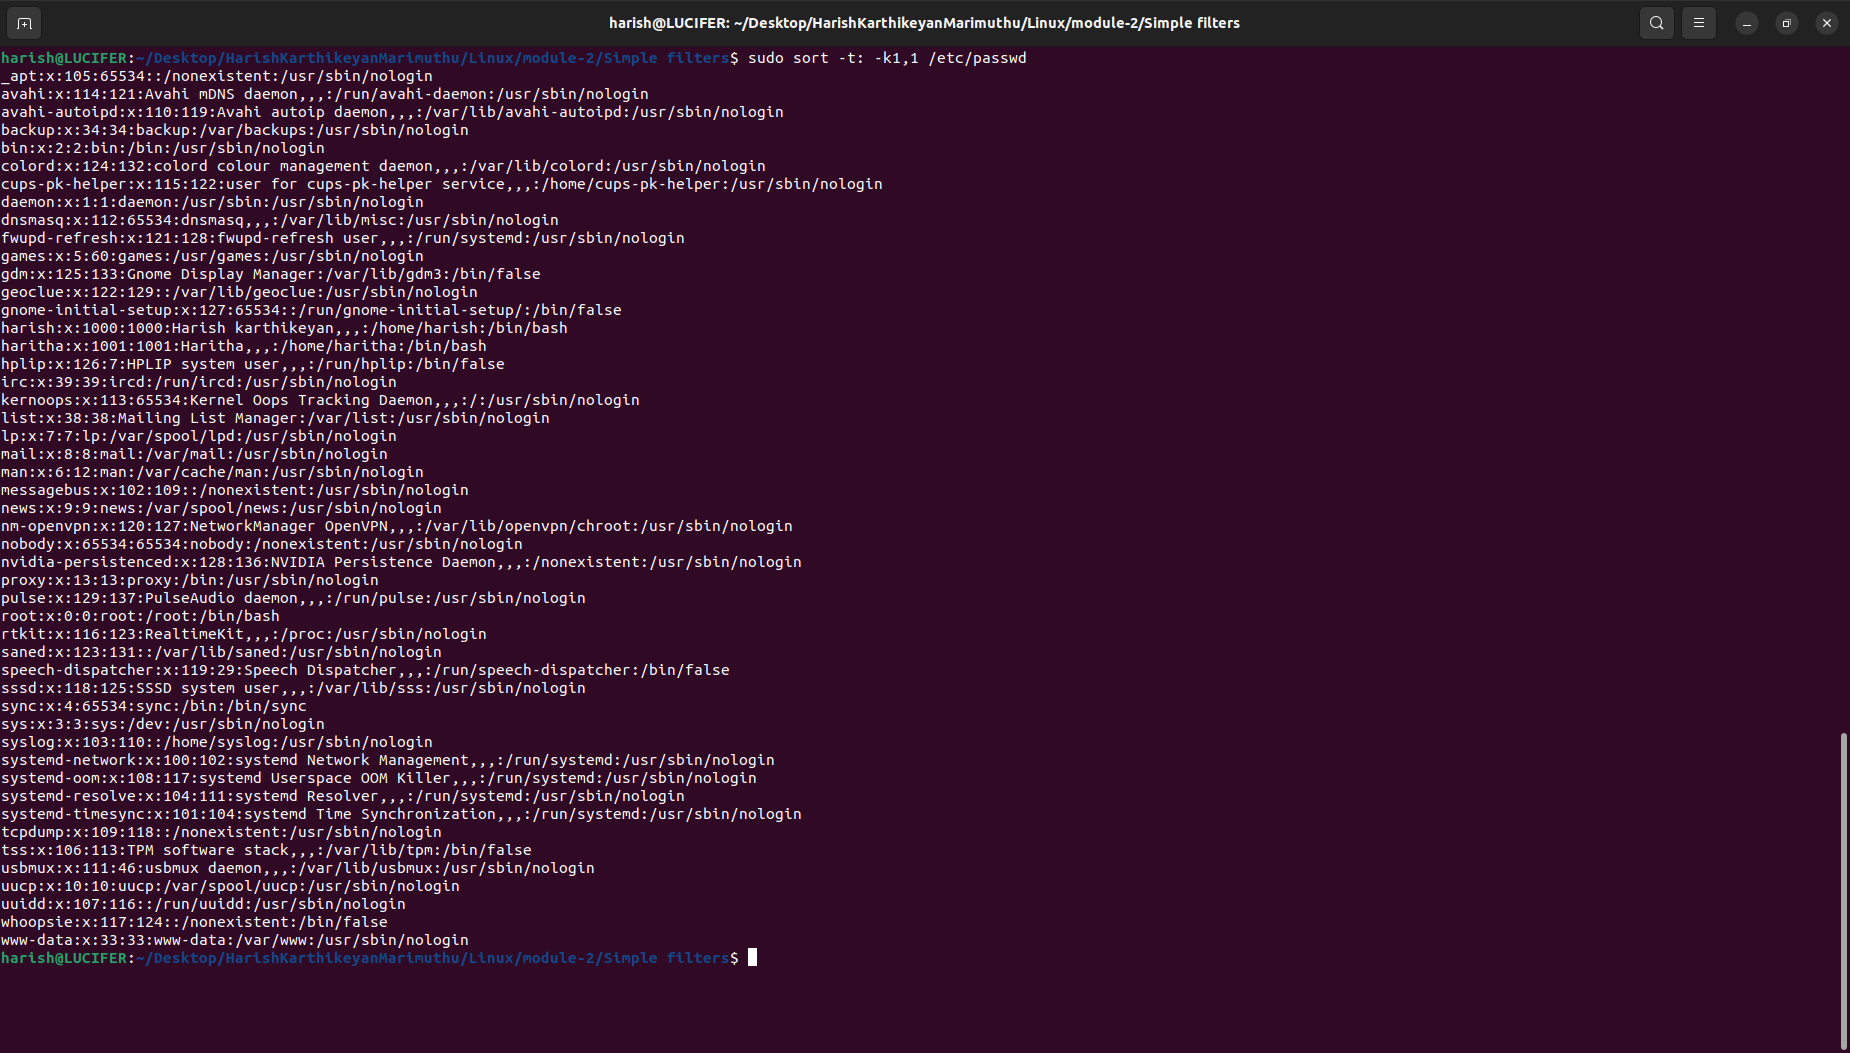 harish@LUCIFER: ~/Desktop/HarishKarthikeyanMarimuthu/Linux/module-2/Simple filters
harish@LUCIFER:~/Desktop/HarishKarthikeyanMarimuthu/Linux/module-2/Simple filters$ sudo sort -t: -k1,1 /etc/passwd
_apt:x:105:65534::/nonexistent:/usr/sbin/nologin
avahi:x:114:121:Avahi mDNS daemon,,,:/run/avahi-daemon:/usr/sbin/nologin
avahi-autoipd:x:110:119:Avahi autoip daemon,,,:/var/lib/avahi-autoipd:/usr/sbin/nologin
backup:x:34:34:backup:/var/backups:/usr/sbin/nologin
bin:x:2:2:bin:/bin:/usr/sbin/nologin
colord:x:124:132:colord colour management daemon,,,:/var/lib/colord:/usr/sbin/nologin
cups-pk-helper:x:115:122:user for cups-pk-helper service,,,:/home/cups-pk-helper:/usr/sbin/nologin
daemon:x:1:1:daemon:/usr/sbin:/usr/sbin/nologin
dnsmasq:x:112:65534:dnsmasq,,,:/var/lib/misc:/usr/sbin/nologin
fwupd-refresh:x:121:128:fwupd-refresh user,,,:/run/systemd:/usr/sbin/nologin
games:x:5:60:games:/usr/games:/usr/sbin/nologin
gdm:x:125:133:Gnome Display Manager:/var/lib/gdm3:/bin/false
geoclue:x:122:129::/var/lib/geoclue:/usr/sbin/nologin
gnome-initial-setup:x:127:65534::/run/gnome-initial-setup/:/bin/false
harish:x:1000:1000:Harish karthikeyan,,,:/home/harish:/bin/bash
haritha:x:1001:1001:Haritha,,,:/home/haritha:/bin/bash
hplip:x:126:7:HPLIP system user,,,:/run/hplip:/bin/false
irc:x:39:39:ircd:/run/ircd:/usr/sbin/nologin
kernoops:x:113:65534:Kernel Oops Tracking Daemon,,,:/:/usr/sbin/nologin
list:x:38:38:Mailing List Manager:/var/list:/usr/sbin/nologin
lp:x:7:7:lp:/var/spool/lpd:/usr/sbin/nologin
mail:x:8:8:mail:/var/mail:/usr/sbin/nologin
man:x:6:12:man:/var/cache/man:/usr/sbin/nologin
messagebus:x:102:109::/nonexistent:/usr/sbin/nologin
news:x:9:9:news:/var/spool/news:/usr/sbin/nologin
nm-openvpn:x:120:127:NetworkManager OpenVPN,,,:/var/lib/openvpn/chroot:/usr/sbin/nologin
nobody:x:65534:65534:nobody:/nonexistent:/usr/sbin/nologin
nvidia-persistenced:x:128:136:NVIDIA Persistence Daemon,,,:/nonexistent:/usr/sbin/nologin
proxy:x:13:13:proxy:/bin:/usr/sbin/nologin
pulse:x:129:137:PulseAudio daemon,,,:/run/pulse:/usr/sbin/nologin
root:x:0:0:root:/root:/bin/bash
rtkit:x:116:123:RealtimeKit,,,:/proc:/usr/sbin/nologin
saned:x:123:131::/var/lib/saned:/usr/sbin/nologin
speech-dispatcher:x:119:29:Speech Dispatcher,,,:/run/speech-dispatcher:/bin/false
sssd:x:118:125:SSSD system user,,,:/var/lib/sss:/usr/sbin/nologin
sync:x:4:65534:sync:/bin:/bin/sync
sys:x:3:3:sys:/dev:/usr/sbin/nologin
syslog:x:103:110::/home/syslog:/usr/sbin/nologin
systemd-network:x:100:102:systemd Network Management,,,:/run/systemd:/usr/sbin/nologin
systemd-oom:x:108:117:systemd Userspace OOM Killer,,,:/run/systemd:/usr/sbin/nologin
systemd-resolve:x:104:111:systemd Resolver,,,:/run/systemd:/usr/sbin/nologin
systemd-timesync:x:101:104:systemd Time Synchronization,,,:/run/systemd:/usr/sbin/nologin
tcpdump:x:109:118::/nonexistent:/usr/sbin/nologin
tss:x:106:113:TPM software stack,,,:/var/lib/tpm:/bin/false
usbmux:x:111:46:usbmux daemon,,,:/var/lib/usbmux:/usr/sbin/nologin
uucp:x:10:10:uucp:/var/spool/uucp:/usr/sbin/nologin
uuidd:x:107:116::/run/uuidd:/usr/sbin/nologin
whoopsie:x:117:124::/nonexistent:/bin/false
www-data:x:33:33:www-data:/var/www:/usr/sbin/nologin
harish@LUCIFER:~/Desktop/HarishKarthikeyanMarimuthu/Linux/module-2/Simple filters$